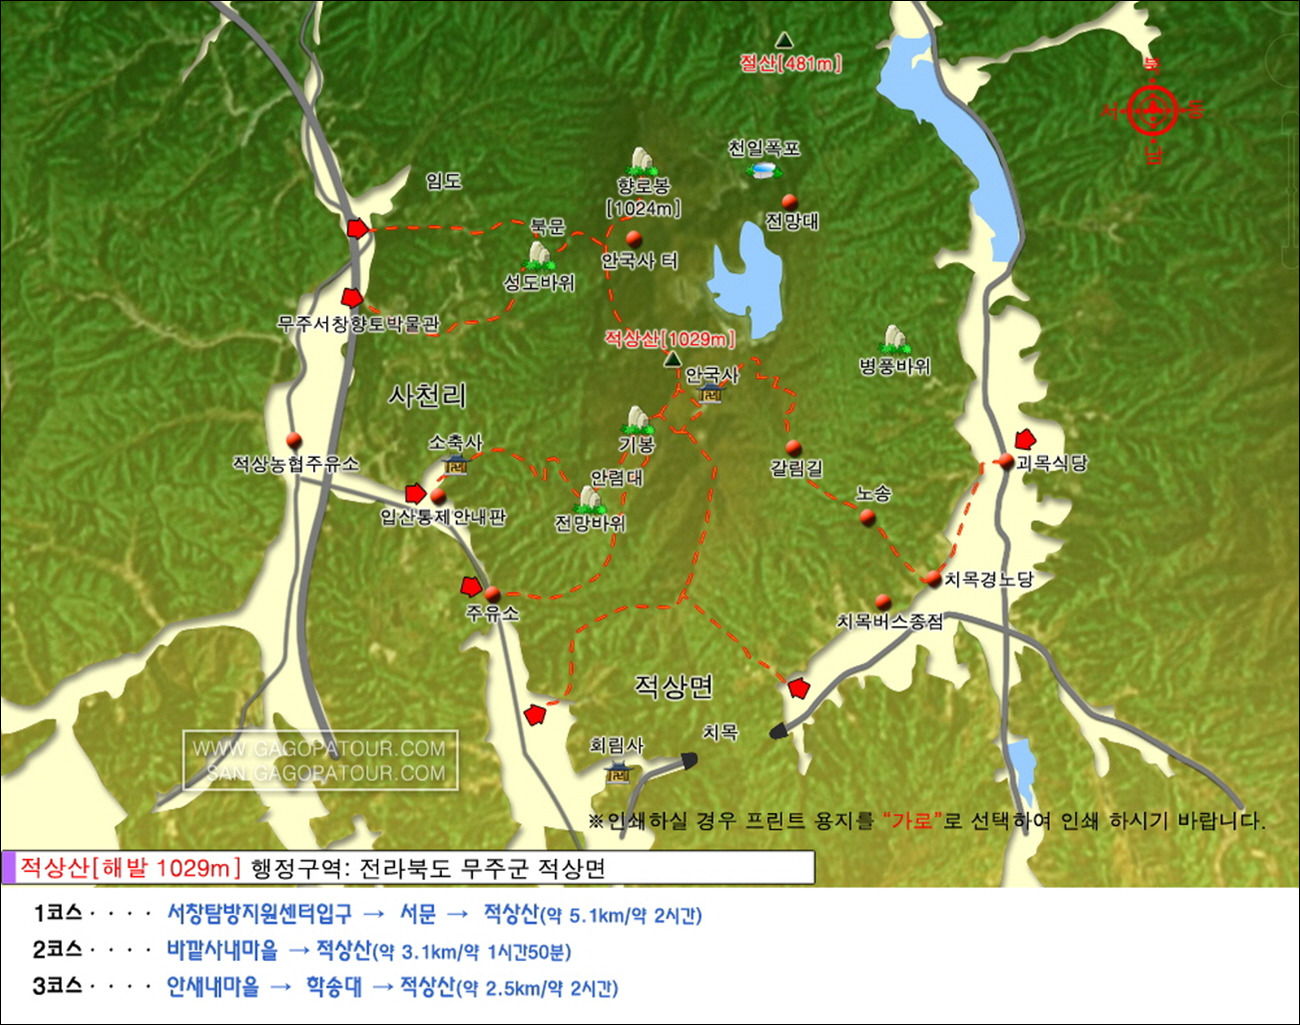 절산[481m]
북
서
동
남
천일폭포
임도
향로봉
[1024m]
전망대
북문
안국사 터
성도바위
무주서창향토박물관
적상산[1029m]
병풍바위
안국사
사천리
기봉
소축사
적상농협주유소
괴목식당
갈림길
안렴대
노송
입산통제안내판
전망바위
치목경노당
주유소
치목버스종점
적상면
치목
회림사
WWW.GAGOPATOUR.COM
SAN.GAGOPATOUR.COM
※인쇄하실 경우 프린트 용지를 “가로”로 선택하여 인쇄 하시기 바랍니다.
적상산[해발 1029m] 행정구역: 전라북도 무주군 적상면
1코스 · · · · 서창탐방지원센터입구 → 서문 → 적상산(약 5.1km/약 2시간)
2코스 · · · · 바깥사내마을 → 적상산(약 3.1km/약 1시간50분)
3코스 · · · · 안새내마을 → 학송대 → 적상산(약 2.5km/약 2시간)